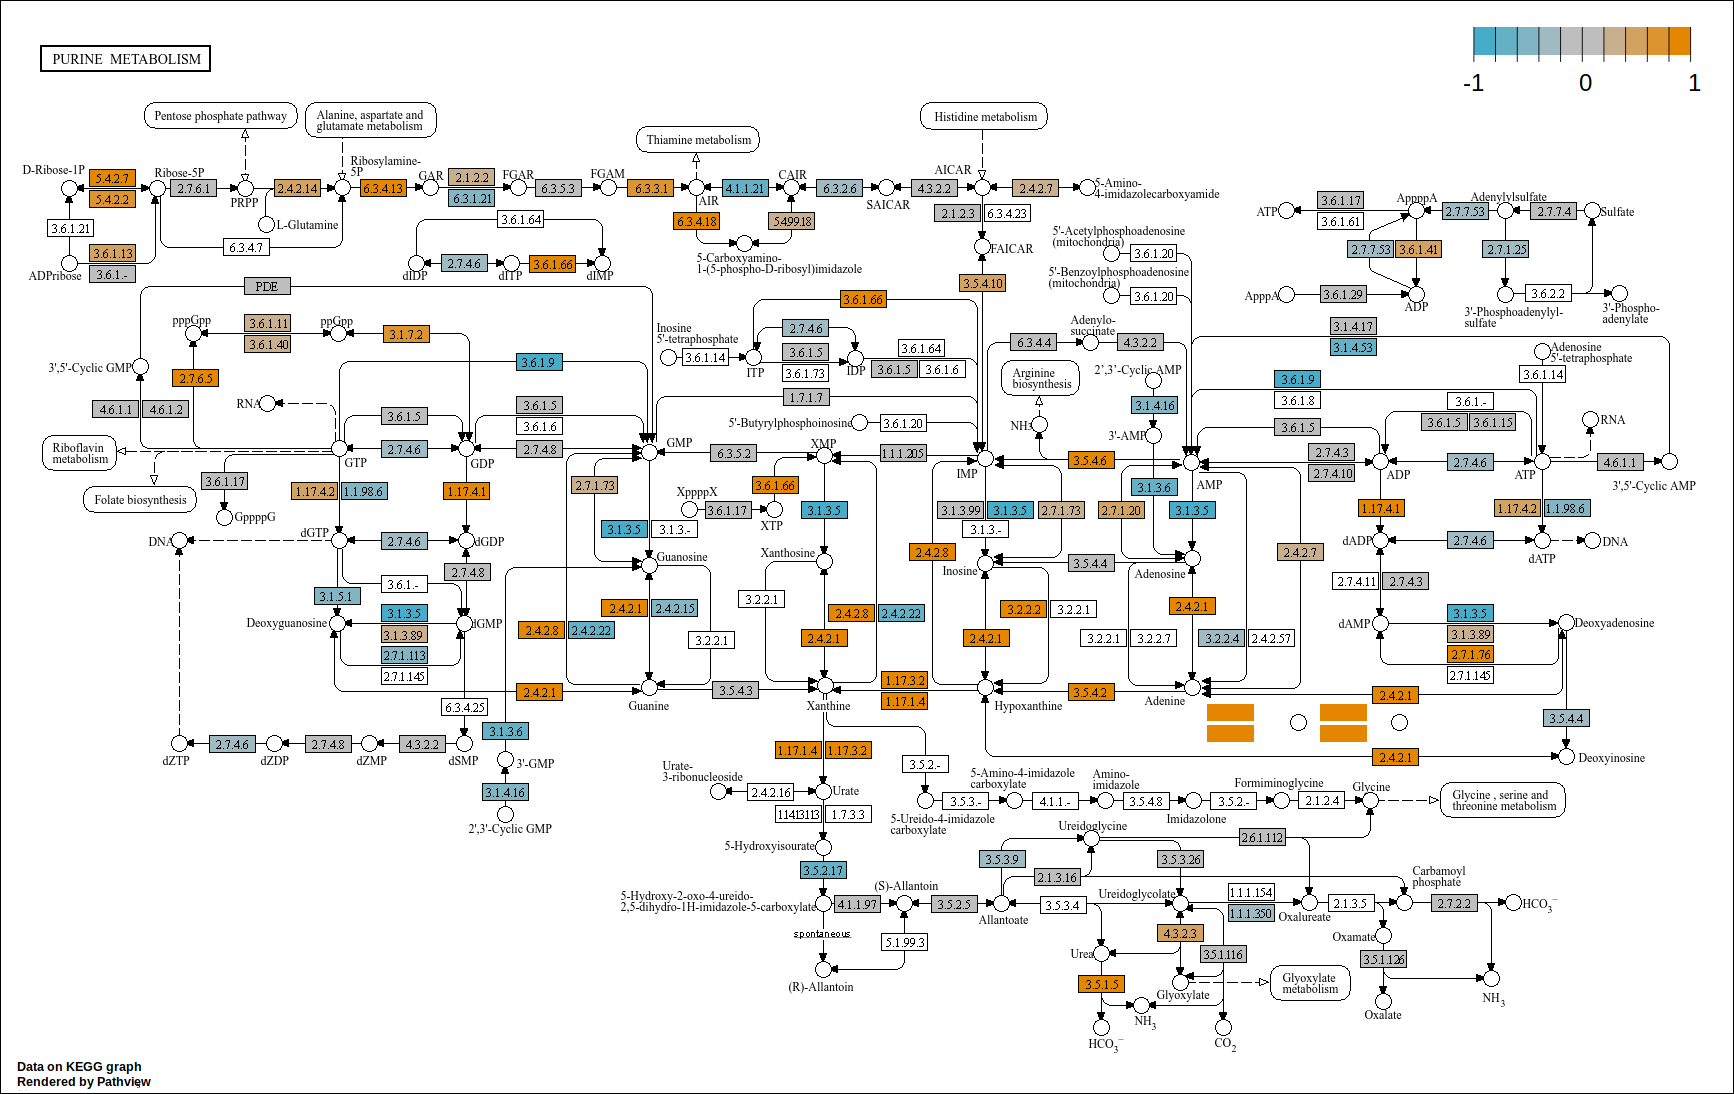 PURINE METABOLISM
-1
0
1
Pentose phosphate pathway
Alanine, aspartate and
glutamate metabolism
Thiamine metabolism
Histidine metabolism
D-Ribose-1P
5.4.2.7
5.4.2.2
Ribose-5P
2.7.6.1
PRPP
2.4.2.14
Ribosylamine-
5P
6.3.4.13
GAR
2.1.2.2
6.3.1.21
FGAR
6.3.5.3
FGAM
6.3.3.1
AIR
4.1.1.21
CAIR
6.3.2.6
SAICAR
4.3.2.2
AICAR
2.4.2.7
5-Amino-
4-imidazolecarboxyamide
3.6.1.21
L-Glutamine
6.3.4.7
3.6.1.13
3.6.1.-
ADPribose
3.6.1.64
dIDP
2.7.4.6
dITP
3.6.1.66
dIMP
6.3.4.18
5.4.99.18
5-Carboxyamino-
1-(5-phospho-D-ribosyl)imidazole
2.1.2.3
6.3.4.23
FAICAR
3.5.4.10
5'-Acetylphosphoadenosine
(mitochondria)
3.6.1.20
5'-Benzoylphosphoadenosine
(mitochondria)
3.6.1.20
ATP
3.6.1.17
3.6.1.61
ApppA
2.7.7.53
Adenylylsulfate
2.7.7.4
Sulfate
2.7.7.53
3.6.1.41
2.7.1.25
ApppA
3.6.1.29
ADP
3.6.2.2
3'-Phosphoadenylyl-
sulfate
3'-Phospho-
adenylate
PDE
pppGpp
3.6.1.11
3.6.1.40
ppGpp
3.1.7.2
3',5'-Cyclic GMP
2.7.6.5
3.6.1.9
Inosine
5'-tetraphosphate
3.6.1.14
3.6.1.66
2.7.4.6
3.6.1.5
3.6.1.73
ITP
IDP
3.6.1.64
3.6.1.5
3.6.1.6
1.7.1.7
6.3.4.4
Adenylo-
succinate
4.3.2.2
Arginine
biosynthesis
NH3
2',3'-Cyclic AMP
3.1.4.16
3'-AMP
3.1.3.6
3.1.4.17
3.1.4.53
Adenosine
5'-tetraphosphate
3.6.1.14
3.6.1.9
3.6.1.8
3.6.1.-
3.6.1.5
3.6.1.5
3.6.1.15
RNA
4.6.1.1
4.6.1.2
RNA
3.6.1.5
3.6.1.5
3.6.1.6
Riboflavin
metabolism
Folate biosynthesis
GTP
2.7.4.6
GDP
2.7.4.8
GMP
6.3.5.2
XMP
1.1.1.205
5'-Butyrylphosphoinosine
3.6.1.20
IMP
3.5.4.6
AMP
2.7.4.3
2.7.4.10
ADP
2.7.4.6
ATP
4.6.1.1
3',5'-Cyclic AMP
3.6.1.17
GppppG
1.17.4.2
1.1.98.6
1.17.4.1
2.7.1.73
XppppX
3.6.1.17
3.6.1.66
XTP
3.1.3.5
3.1.3.-
3.1.3.5
3.1.3.99
3.1.3.5
3.1.3.-
2.7.1.73
2.7.1.20
3.1.3.5
1.17.4.1
1.17.4.2
1.1.98.6
DNA
dGTP
2.7.4.6
dGDP
Guanosine
Xanthosine
2.4.2.8
Inosine
3.5.4.4
Adenosine
2.4.2.7
dADP
2.7.4.6
dATP
DNA
2.7.4.8
3.6.1.-
3.1.5.1
3.1.3.5
3.1.3.89
2.7.1.113
2.7.1.145
Deoxyguanosine
dGMP
2.4.2.8
2.4.2.22
2.4.2.1
2.4.2.15
3.2.2.1
3.2.2.1
2.4.2.8
2.4.2.22
2.4.2.1
3.2.2.2
3.2.2.1
2.4.2.1
2.4.2.1
3.2.2.1
3.2.2.7
3.2.2.4
2.4.2.57
2.7.4.11
2.7.4.3
dAMP
3.1.3.5
3.1.3.89
2.7.1.76
2.7.1.145
Deoxyadenosine
2.4.2.1
Guanine
3.5.4.3
Xanthine
1.17.3.2
1.17.1.4
Hypoxanthine
3.5.4.2
Adenine
2.4.2.1
3.5.4.4
6.3.4.25
dZTP
2.7.4.6
dZDP
2.7.4.8
dZMP
4.3.2.2
dSMP
3.1.3.6
3'-GMP
3.1.4.16
2',3'-Cyclic GMP
1.17.1.4
1.17.3.2
3.5.2.-
2.4.2.1
Deoxyinosine
Urate-
3-ribonucleoside
2.4.2.16
Urate
1.14.13.113
1.7.3.3
5-Hydroxyisourate
3.5.2.17
5-Ureido-4-imidazole
carboxylate
3.5.3.-
5-Amino-4-imidazole
carboxylate
4.1.1.-
Amino-
imidazole
3.5.4.8
Imidazolone
3.5.2.-
Formiminoglycine
2.1.2.4
Glycine
Glycine , serine and
threonine metabolism
5-Hydroxy-2-oxo-4-ureido-
2,5-dihydro-1H-imidazole-5-carboxylate
4.1.1.97
(S)-Allantoin
3.5.2.5
Allantoate
3.5.3.9
Ureidoglycine
2.1.3.16
3.5.3.26
2.6.1.112
3.5.3.4
Ureidoglycolate
1.1.1.154
1.1.1.350
Oxalureate
2.1.3.5
Carbamoyl
phosphate
2.7.2.2
HCO3−
spontaneous
5.1.99.3
(R)-Allantoin
Urea
4.3.2.3
3.5.1.116
Oxamate
3.5.1.126
3.5.1.5
Glyoxylate
Glyoxylate
metabolism
NH3
Oxalate
NH3
HCO3−
CO2
Data on KEGG graph
Rendered by Pathview